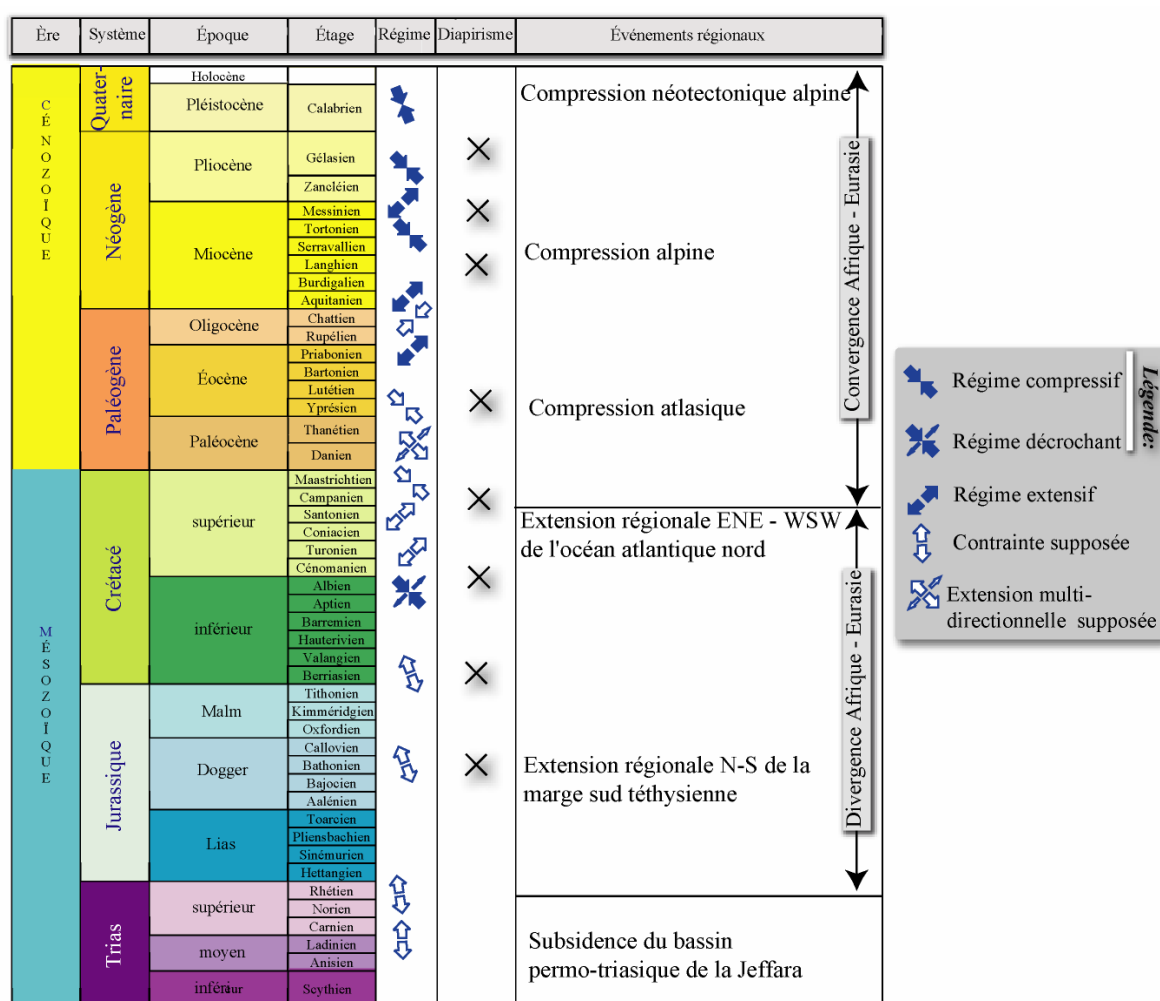 Ère Système Époque Étage Régime Diapirisme Événements régionaux
CÉNOZOÏQUE
MÉSOZOÏQUE
Quater-
naire
Néogène
Paléogène
Crétacé
Jurassique
Trias
Holocène
Pléistocène
Pliocène
Miocène
Oligocène
Éocène
Paléocène
supérieur
inférieur
Malm
Dogger
Lias
supérieur
moyen
inférieur
Calabrien
Gélasien
Zancléien
Messinien
Tortonien
Serravallien
Langhien
Burdigalien
Aquitanien
Chattien
Rupélien
Priabonien
Bartonien
Lutétien
Yprésien
Thanétien
Danien
Maastrichtien
Campanien
Santonien
Coniacien
Turonien
Cénomanien
Albien
Aptien
Barremien
Hauterivien
Valangien
Berriasien
Tithonien
Kimméridgien
Oxfordien
Callovien
Bathonien
Bajocien
Aalénien
Toarcien
Pliensbachien
Sinémurien
Hettangien
Rhétien
Norien
Carnien
Ladinien
Anisien
Scythien
Compression néotectonique alpine
Compression alpine
Compression atlasique
Extension régionale ENE - WSW
de l'océan atlantique nord
Extension régionale N-S de la
marge sud téthysienne
Subsidence du bassin
permo-triasique de la Jeffara
Convergence Afrique - Eurasie
Divergence Afrique - Eurasie
Légende:
Régime compressif
Régime décrochant
Régime extensif
Contrainte supposée
Extension multi-
directionnelle supposée